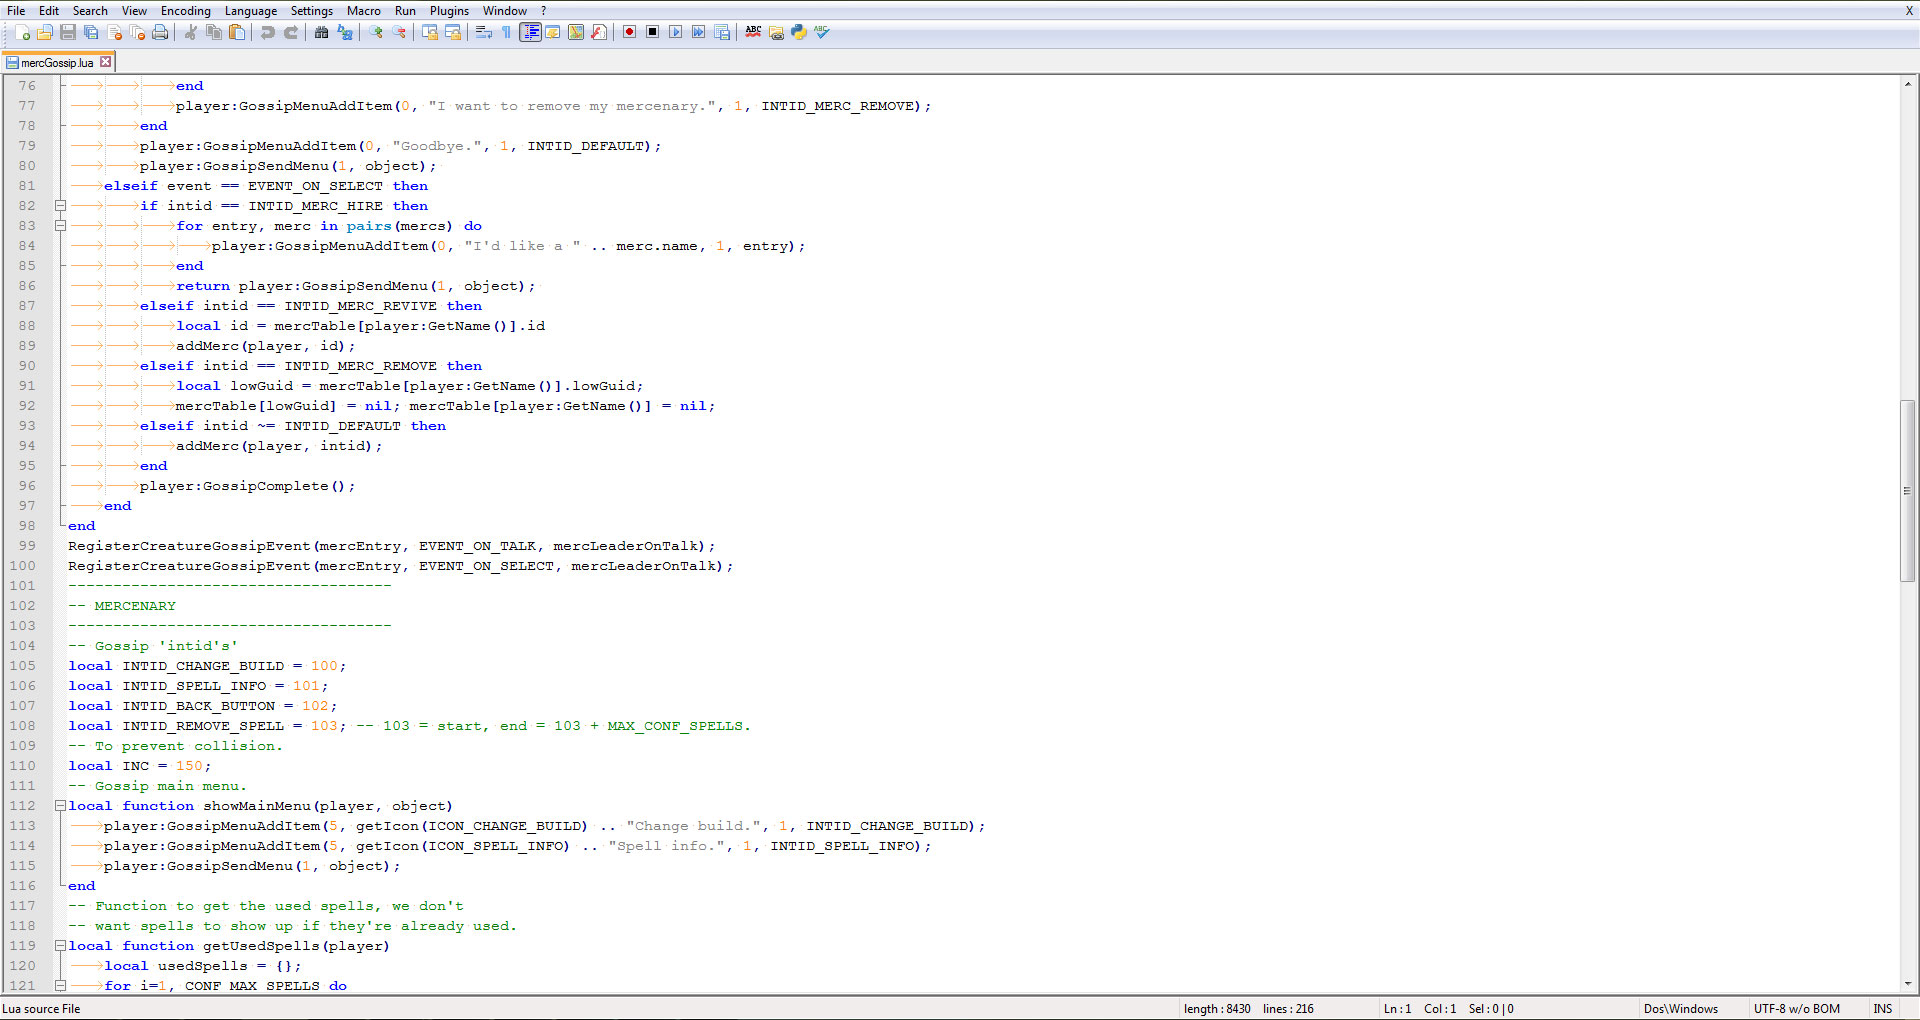 File Edit Search View Encoding Language Settings Macro Run Plugins Window ? X
ABC ABC
mercGossip.lua
76 end
77 player:GossipMenuAddItem(0, "I want to remove my mercenary.", 1, INTID_MERC_REMOVE);
78 end
79 player:GossipMenuAddItem(0, "Goodbye.", 1, INTID_DEFAULT);
80 player:GossipSendMenu(1, object);
81 elseif event == EVENT_ON_SELECT then
82 if intid == INTID_MERC_HIRE then
83 for entry, merc in pairs(mercs) do
84 player:GossipMenuAddItem(0, "I'd like a " .. merc.name, 1, entry);
85 end
86 return player:GossipSendMenu(1, object);
87 elseif intid == INTID_MERC_REVIVE then
88 local id = mercTable[player:GetName()].id
89 addMerc(player, id);
90 elseif intid == INTID_MERC_REMOVE then
91 local lowGuid = mercTable[player:GetName()].lowGuid;
92 mercTable[lowGuid] = nil; mercTable[player:GetName()] = nil;
93 elseif intid ~= INTID_DEFAULT then
94 addMerc(player, intid);
95 end
96 player:GossipComplete();
97 end
98 end
99 RegisterCreatureGossipEvent(mercEntry, EVENT_ON_TALK, mercLeaderOnTalk);
100 RegisterCreatureGossipEvent(mercEntry, EVENT_ON_SELECT, mercLeaderOnTalk);
101 ------------------------------------
102 -- MERCENARY
103 ------------------------------------
104 -- Gossip 'intid's'
105 local INTID_CHANGE_BUILD = 100;
106 local INTID_SPELL_INFO = 101;
107 local INTID_BACK_BUTTON = 102;
108 local INTID_REMOVE_SPELL = 103; -- 103 = start, end = 103 + MAX_CONF_SPELLS.
109 -- To prevent collision.
110 local INC = 150;
111 -- Gossip main menu.
112 local function showMainMenu(player, object)
113 player:GossipMenuAddItem(5, getIcon(ICON_CHANGE_BUILD) .. "Change build.", 1, INTID_CHANGE_BUILD);
114 player:GossipMenuAddItem(5, getIcon(ICON_SPELL_INFO) .. "Spell info.", 1, INTID_SPELL_INFO);
115 player:GossipSendMenu(1, object);
116 end
117 -- Function to get the used spells, we don't
118 -- want spells to show up if they're already used.
119 local function getUsedSpells(player)
120 local usedSpells = {};
121 for i=1, CONF_MAX_SPELLS do
Lua source File length : 8430 lines : 216 Ln : 1 Col : 1 Sel : 0 | 0 Dos\Windows UTF-8 w/o BOM INS